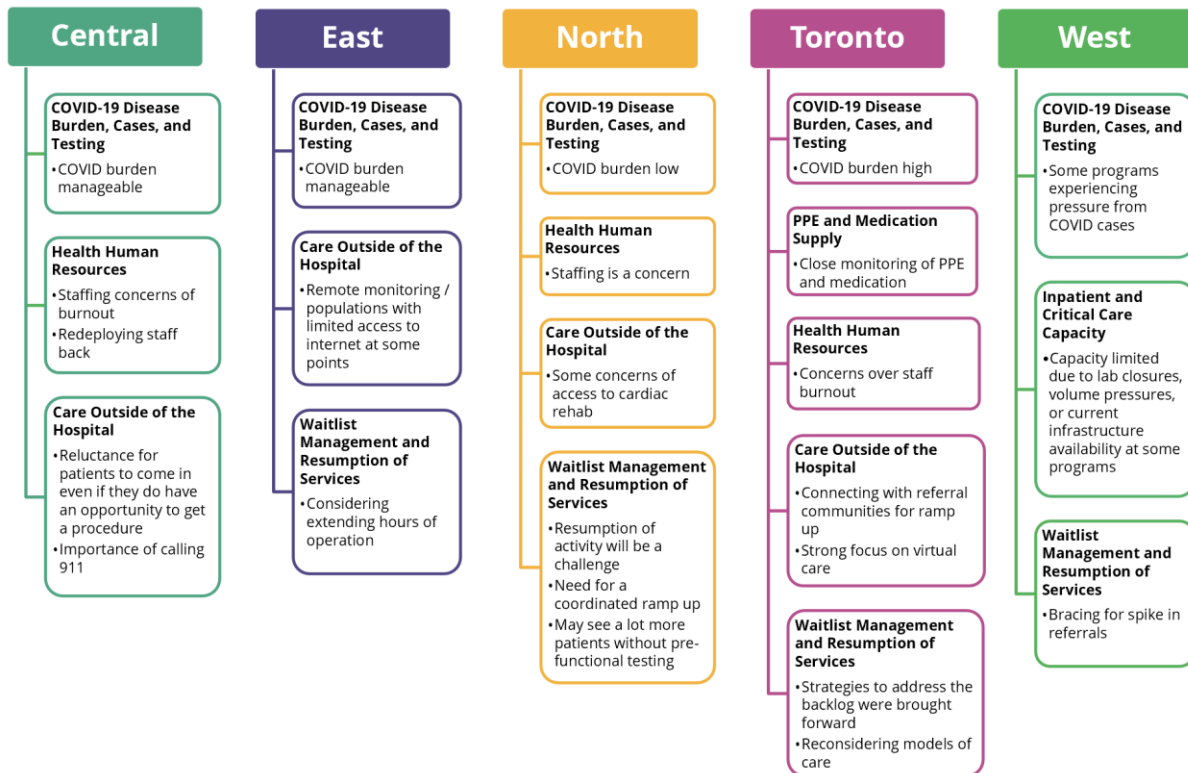 Central
COVID-19 Disease
Burden, Cases, and
Testing
•COVID burden
manageable
Health Human
Resources
•Staffing concerns of
burnout
•Redeploying staff
back
Care Outside of the
Hospital
•Reluctance for
patients to come in
even if they do have
an opportunity to get
a procedure
•Importance of calling
911
East
COVID-19 Disease
Burden, Cases, and
Testing
•COVID burden
manageable
Care Outside of the
Hospital
•Remote monitoring /
populations with
limited access to
internet at some
points
Waitlist
Management and
Resumption of
Services
•Considering
extending hours of
operation
North
COVID-19 Disease
Burden, Cases, and
Testing
•COVID burden low
Health Human
Resources
•Staffing is a concern
Care Outside of the
Hospital
•Some concerns of
access to cardiac
rehab
Waitlist Management
and Resumption of
Services
•Resumption of
activity will be a
challenge
•Need for a
coordinated ramp up
•May see a lot more
patients without pre-
functional testing
Toronto
COVID-19 Disease
Burden, Cases, and
Testing
•COVID burden high
PPE and Medication
Supply
•Close monitoring of PPE
and medication
Health Human
Resources
•Concerns over staff
burnout
Care Outside of the
Hospital
•Connecting with referral
communities for ramp
up
•Strong focus on virtual
care
Waitlist Management
and Resumption of
Services
•Strategies to address the
backlog were brought
forward
•Reconsidering models of
care
West
COVID-19 Disease
Burden, Cases, and
Testing
•Some programs
experiencing
pressure from
COVID cases
Inpatient and
Critical Care
Capacity
•Capacity limited
due to lab closures,
volume pressures,
or current
infrastructure
availability at some
programs
Waitlist
Management and
Resumption of
Services
•Bracing for spike in
referrals